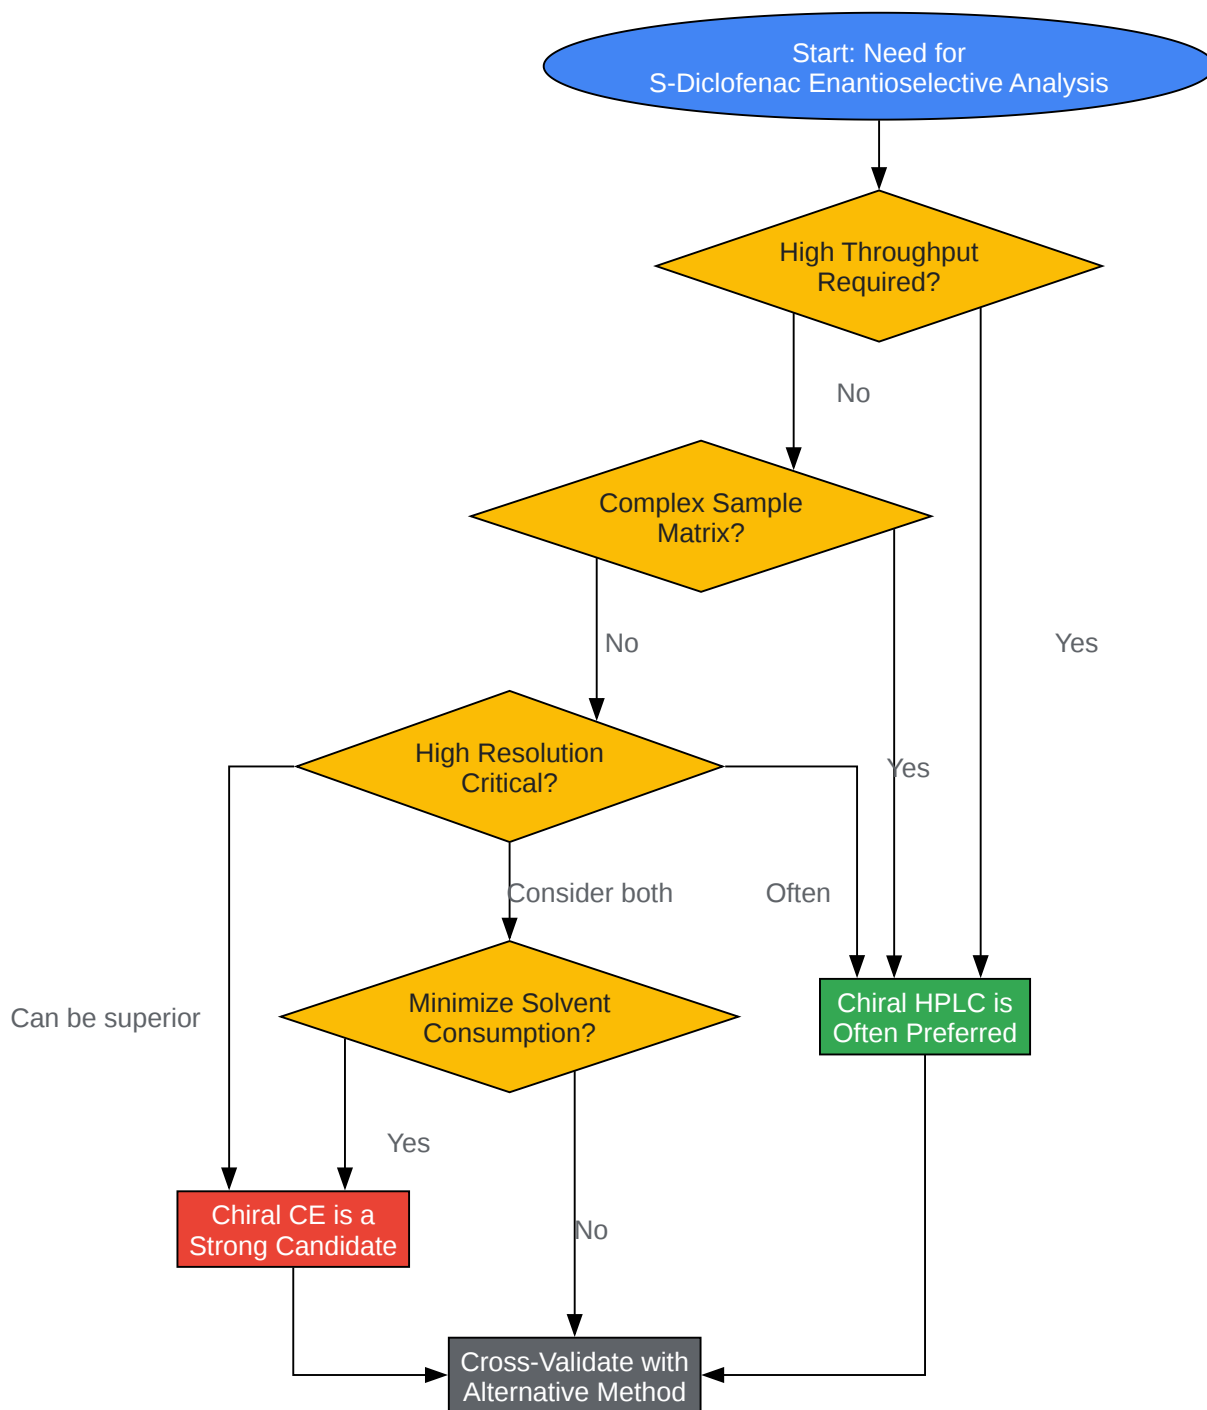 Start: Need for
S-Diclofenac Enantioselective Analysis
High Throughput
Required?
No
Complex Sample
Matrix?
No
Yes
High Resolution
Critical?
Yes
Consider both
Often
Minimize Solvent
Consumption?
Chiral HPLC is
Often Preferred
Can be superior
Yes
Chiral CE is a
Strong Candidate
No
Cross-Validate with
Alternative Method